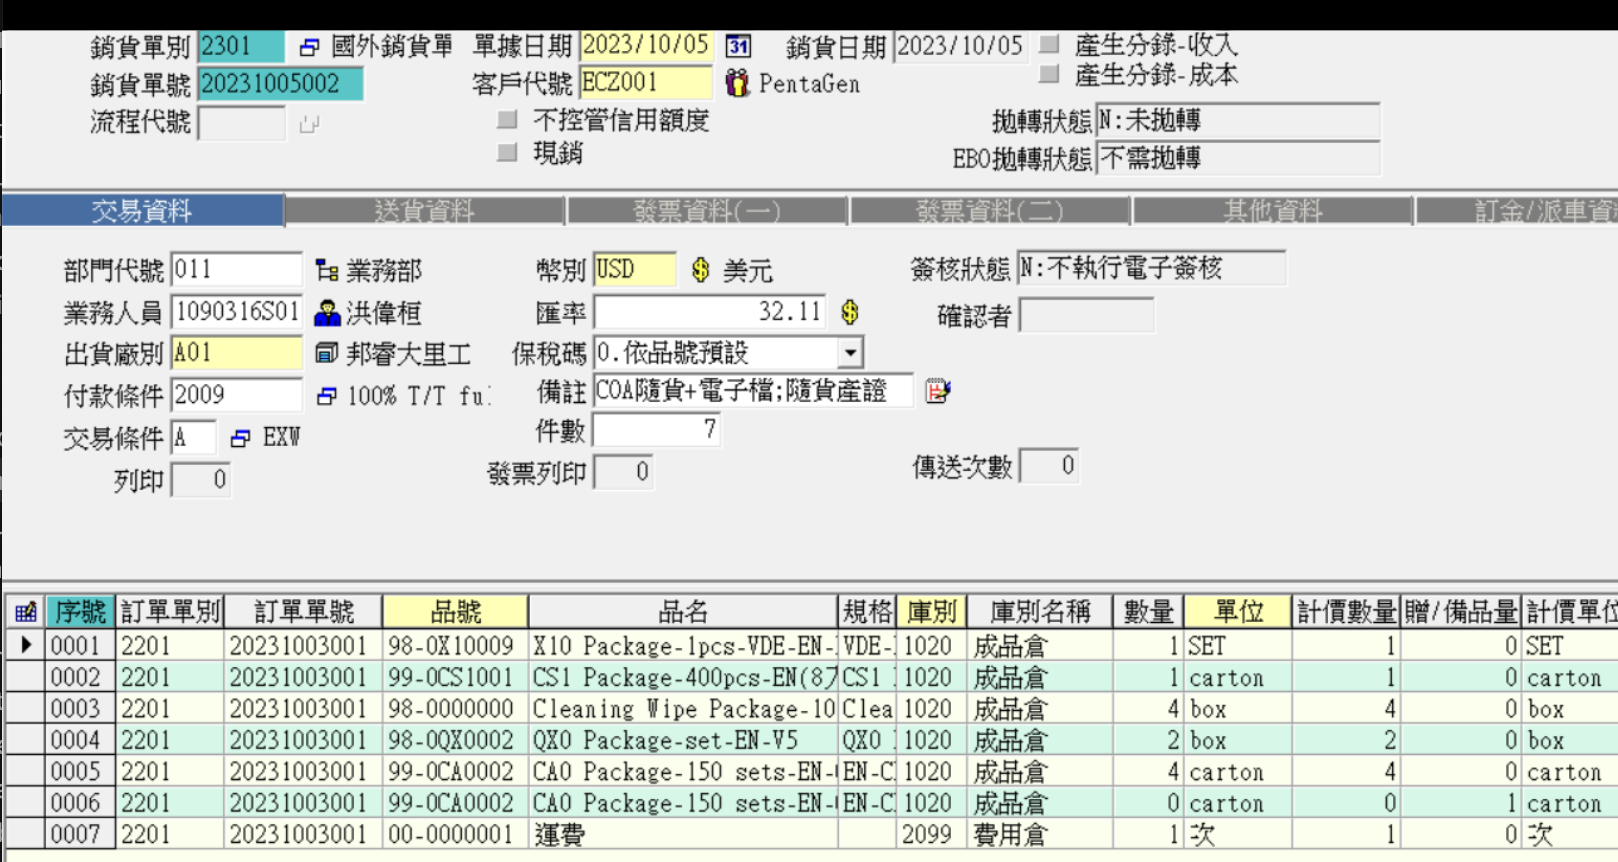 銷貨單別 2301 國外銷貨單 單據日期 2023/10/05 31 銷貨日期 2023/10/05 產生分錄-收入
產生分錄-成本
銷貨單號 20231005002 客戶代號 ECZ001 PentaGen
流程代號 不控管信用額度 拋轉狀態 N:未拋轉
現銷 EBO拋轉狀態 不需拋轉
交易資料 送貨資料 發票資料(一) 發票資料(二) 其他資料 訂金/派車資
部門代號 011 業務部 幣別 USD 美元 簽核狀態 N:不執行電子簽核
業務人員 1090316S01 洪偉桓 匯率 32.11 確認者
出貨廠別 A01 邦睿大里工 保稅碼 0.依品號預設
付款條件 2009 100% T/T ful 備註 COA隨貨+電子檔;隨貨產證
交易條件 A EXW 件數 7
列印 0 發票列印 0 傳送次數 0
序號 訂單單別 訂單單號 品號 品名 規格 庫別 庫別名稱 數量 單位 計價數量 贈/備品量 計價單位
0001 2201 20231003001 98-0X10009 X10 Package-1pcs-VDE-EN- VDE- 1020 成品倉 1 SET 1 0 SET
0002 2201 20231003001 99-0CS1001 CS1 Package-400pcs-EN(8 CS1 1020 成品倉 1 carton 1 0 carton
0003 2201 20231003001 98-0000000 Cleaning Wipe Package-10 Clea 1020 成品倉 4 box 4 0 box
0004 2201 20231003001 98-0QX0002 QX0 Package-set-EN-V5 QX0 1020 成品倉 2 box 2 0 box
0005 2201 20231003001 99-0CA0002 CA0 Package-150 sets-EN- EN-C 1020 成品倉 4 carton 4 0 carton
0006 2201 20231003001 99-0CA0002 CA0 Package-150 sets-EN- EN-C 1020 成品倉 0 carton 0 1 carton
0007 2201 20231003001 00-0000001 運費 2099 費用倉 1 次 1 0 次